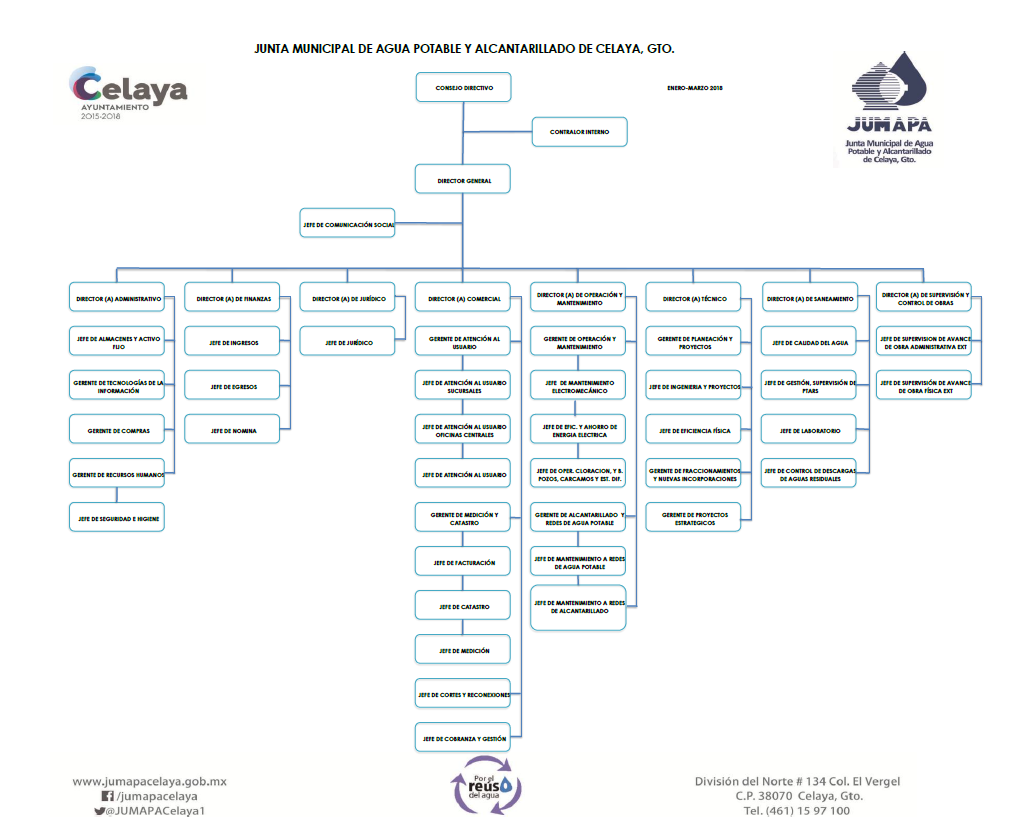 JUNTA MUNICIPAL DE AGUA POTABLE Y ALCANTARILLADO DE CELAYA, GTO.
Celaya
AYUNTAMIENTO
2015-2018
CONSEJO DIRECTIVO
ENERO-MARZO 2018
JUMAPA
Junta Municipal de Agua
Potable y Alcantarillado
de Celaya, Gto.
CONTRALOR INTERNO
DIRECTOR GENERAL
JEFE DE COMUNICACIÓN SOCIAL
DIRECTOR (A) ADMINISTRATIVO
JEFE DE ALMACENES Y ACTIVO
FIJO
GERENTE DE TECNOLOGÍAS DE LA
INFORMACIÓN
GERENTE DE COMPRAS
GERENTE DE RECURSOS HUMANOS
JEFE DE SEGURIDAD E HIGIENE
DIRECTOR (A) DE FINANZAS
JEFE DE INGRESOS
JEFE DE EGRESOS
JEFE DE NOMINA
DIRECTOR (A) DE JURÍDICO
JEFE DE JURÍDICO
DIRECTOR (A) COMERCIAL
GERENTE DE ATENCIÓN AL
USUARIO
JEFE DE ATENCIÓN AL USUARIO
SUCURSALES
JEFE DE ATENCIÓN AL USUARIO
OFICINAS CENTRALES
JEFE DE ATENCIÓN AL USUARIO
GERENTE DE MEDICIÓN Y
CATASTRO
JEFE DE FACTURACIÓN
JEFE DE CATASTRO
JEFE DE MEDICIÓN
JEFE DE CORTES Y RECONEXIONES
JEFE DE COBRANZA Y GESTIÓN
DIRECTOR (A) DE OPERACIÓN Y
MANTENIMIENTO
GERENTE DE OPERACIÓN Y
MANTENIMIENTO
JEFE DE MANTENIMIENTO
ELECTROMECÁNICO
JEFE DE EFIC. Y AHORRO DE
ENERGIA ELECTRICA
JEFE DE OPER. CLORACION, Y B.
POZOS, CARCAMOS Y EST. DIF.
GERENTE DE ALCANTARILLADO Y
REDES DE AGUA POTABLE
JEFE DE MANTENIMIENTO A REDES
DE AGUA POTABLE
JEFE DE MANTENIMIENTO A REDES
DE ALCANTARILLADO
DIRECTOR (A) TÉCNICO
GERENTE DE PLANEACIÓN Y
PROYECTOS
JEFE DE INGENIERIA Y PROYECTOS
JEFE DE EFICIENCIA FÍSICA
GERENTE DE FRACCIONAMIENTOS
Y NUEVAS INCORPORACIONES
GERENTE DE PROYECTOS
ESTRATEGICOS
DIRECTOR (A) DE SANEAMIENTO
JEFE DE CALIDAD DEL AGUA
JEFE DE GESTIÓN, SUPERVISIÓN DE
PTARS
JEFE DE LABORATORIO
JEFE DE CONTROL DE DESCARGAS
DE AGUAS RESIDUALES
DIRECTOR (A) DE SUPERVISIÓN Y
CONTROL DE OBRAS
JEFE DE SUPERVISION DE AVANCE
DE OBRA ADMINISTRATIVA EXT
JEFE DE SUPERVISIÓN DE AVANCE
DE OBRA FÍSICA EXT
www.jumapacelaya.gob.mx
/jumapacelaya
@JUMAPACelaya1
Por el
reúso
del agua
División del Norte # 134 Col. El Vergel
C.P. 38070 Celaya, Gto.
Tel. (461) 15 97 100